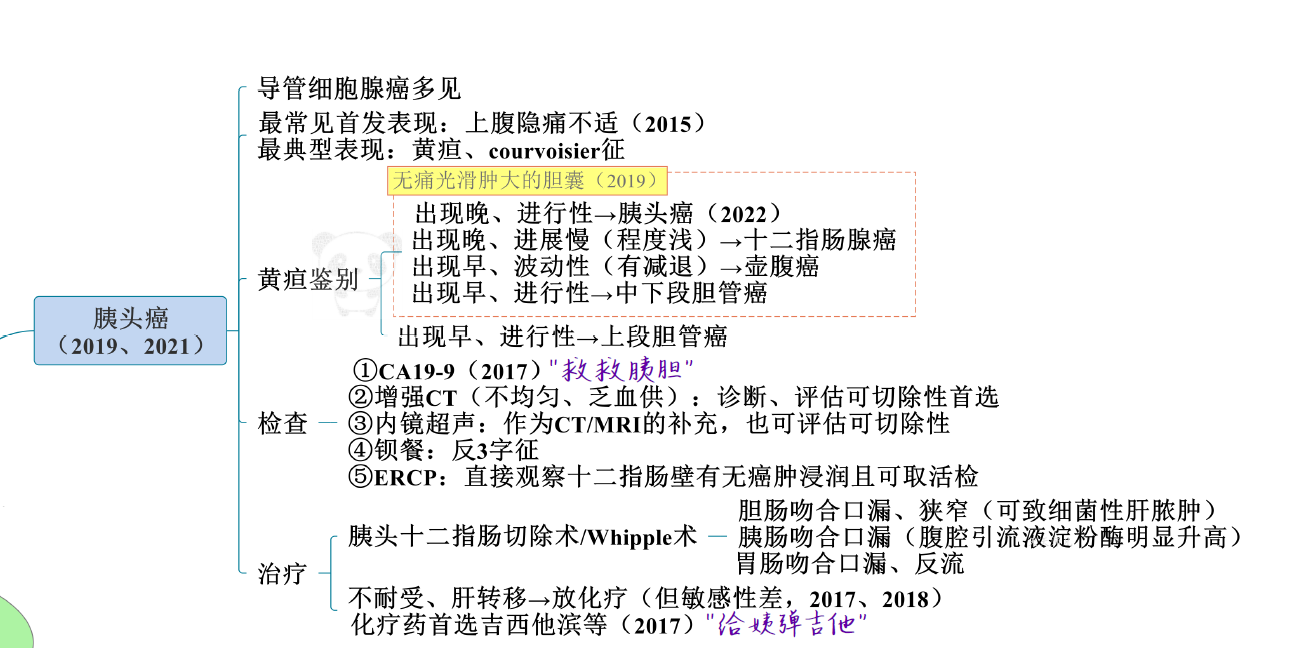 导管细胞腺癌多见
最常见首发表现：上腹隐痛不适（2015）
最典型表现：黄疸、courvoisier征
无痛光滑肿大的胆囊（2019）
出现晚、进行性→胰头癌（2022）
出现晚、进展慢（程度浅）→十二指肠腺癌
出现早、波动性（有减退）→壶腹癌
出现早、进行性→中下段胆管癌
黄疸鉴别
出现早、进行性→上段胆管癌
胰头癌
（2019、2021）
①CA19-9（2017）"救救胰胆"
②增强CT（不均匀、乏血供）：诊断、评估可切除性首选
检查
③内镜超声：作为CT/MRI的补充，也可评估可切除性
④钡餐：反3字征
⑤ERCP：直接观察十二指肠壁有无癌肿浸润且可取活检
胆肠吻合口漏、狭窄（可致细菌性肝脓肿）
胰头十二指肠切除术/Whipple术
胰肠吻合口漏（腹腔引流液淀粉酶明显升高）
胃肠吻合口漏、反流
治疗
不耐受、肝转移→放化疗（但敏感性差，2017、2018）
化疗药首选吉西他滨等（2017）"给姨弹吉他"